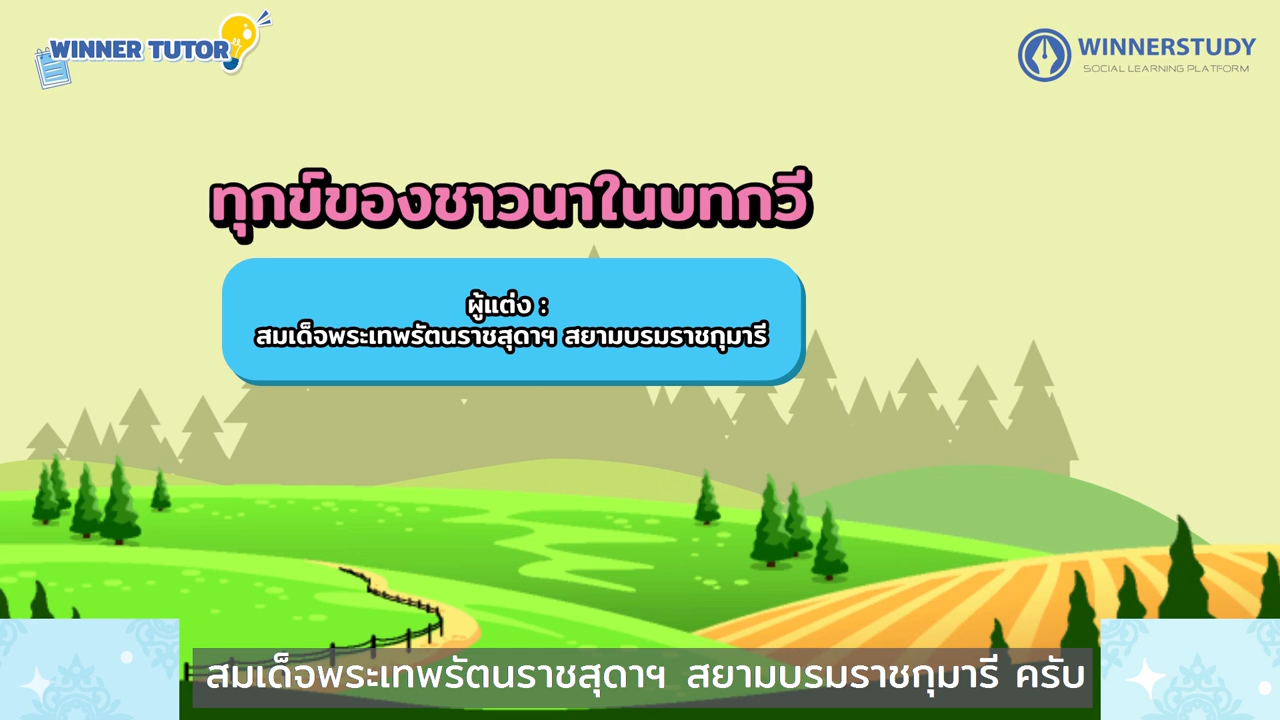 WINNER TUTOR
WINNERSTUDY
SOCIAL LEARNING PLATFORM
ทุกข์ของชาวนาในบทกวี
ผู้แต่ง :
สมเด็จพระเทพรัตนราชสุดาฯ สยามบรมราชกุมารี
สมเด็จพระเทพรัตนราชสุดาฯ สยามบรมราชกุมารี ครับ